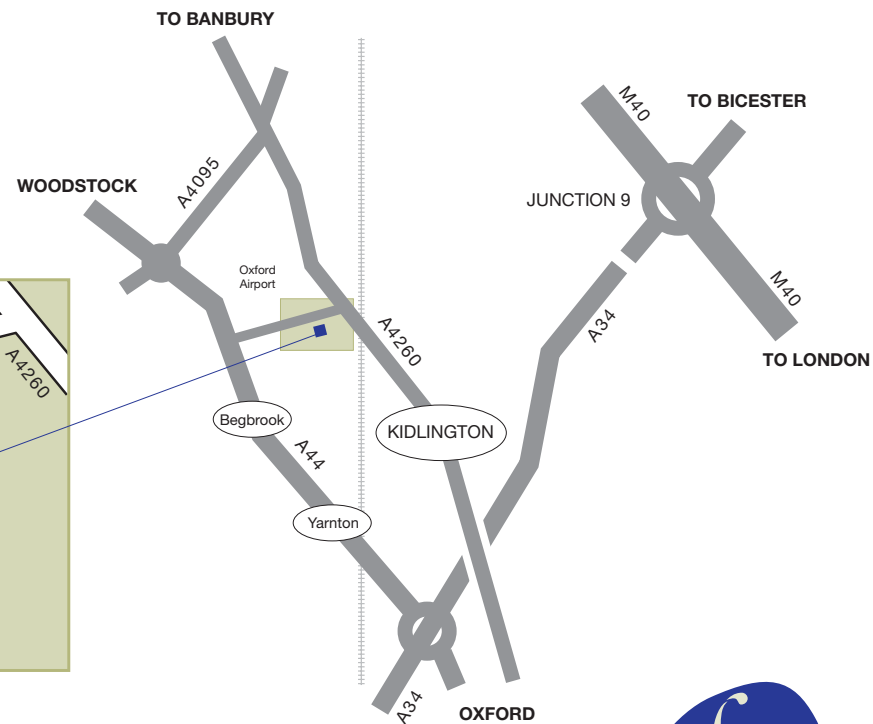 TO BANBURY
M40
TO BICESTER
A4095
WOODSTOCK
JUNCTION 9
Oxford
Airport
M40
A34
A4260
A4260
TO LONDON
Begbrook
KIDLINGTON
A44
Yarnton
A34
OXFORD